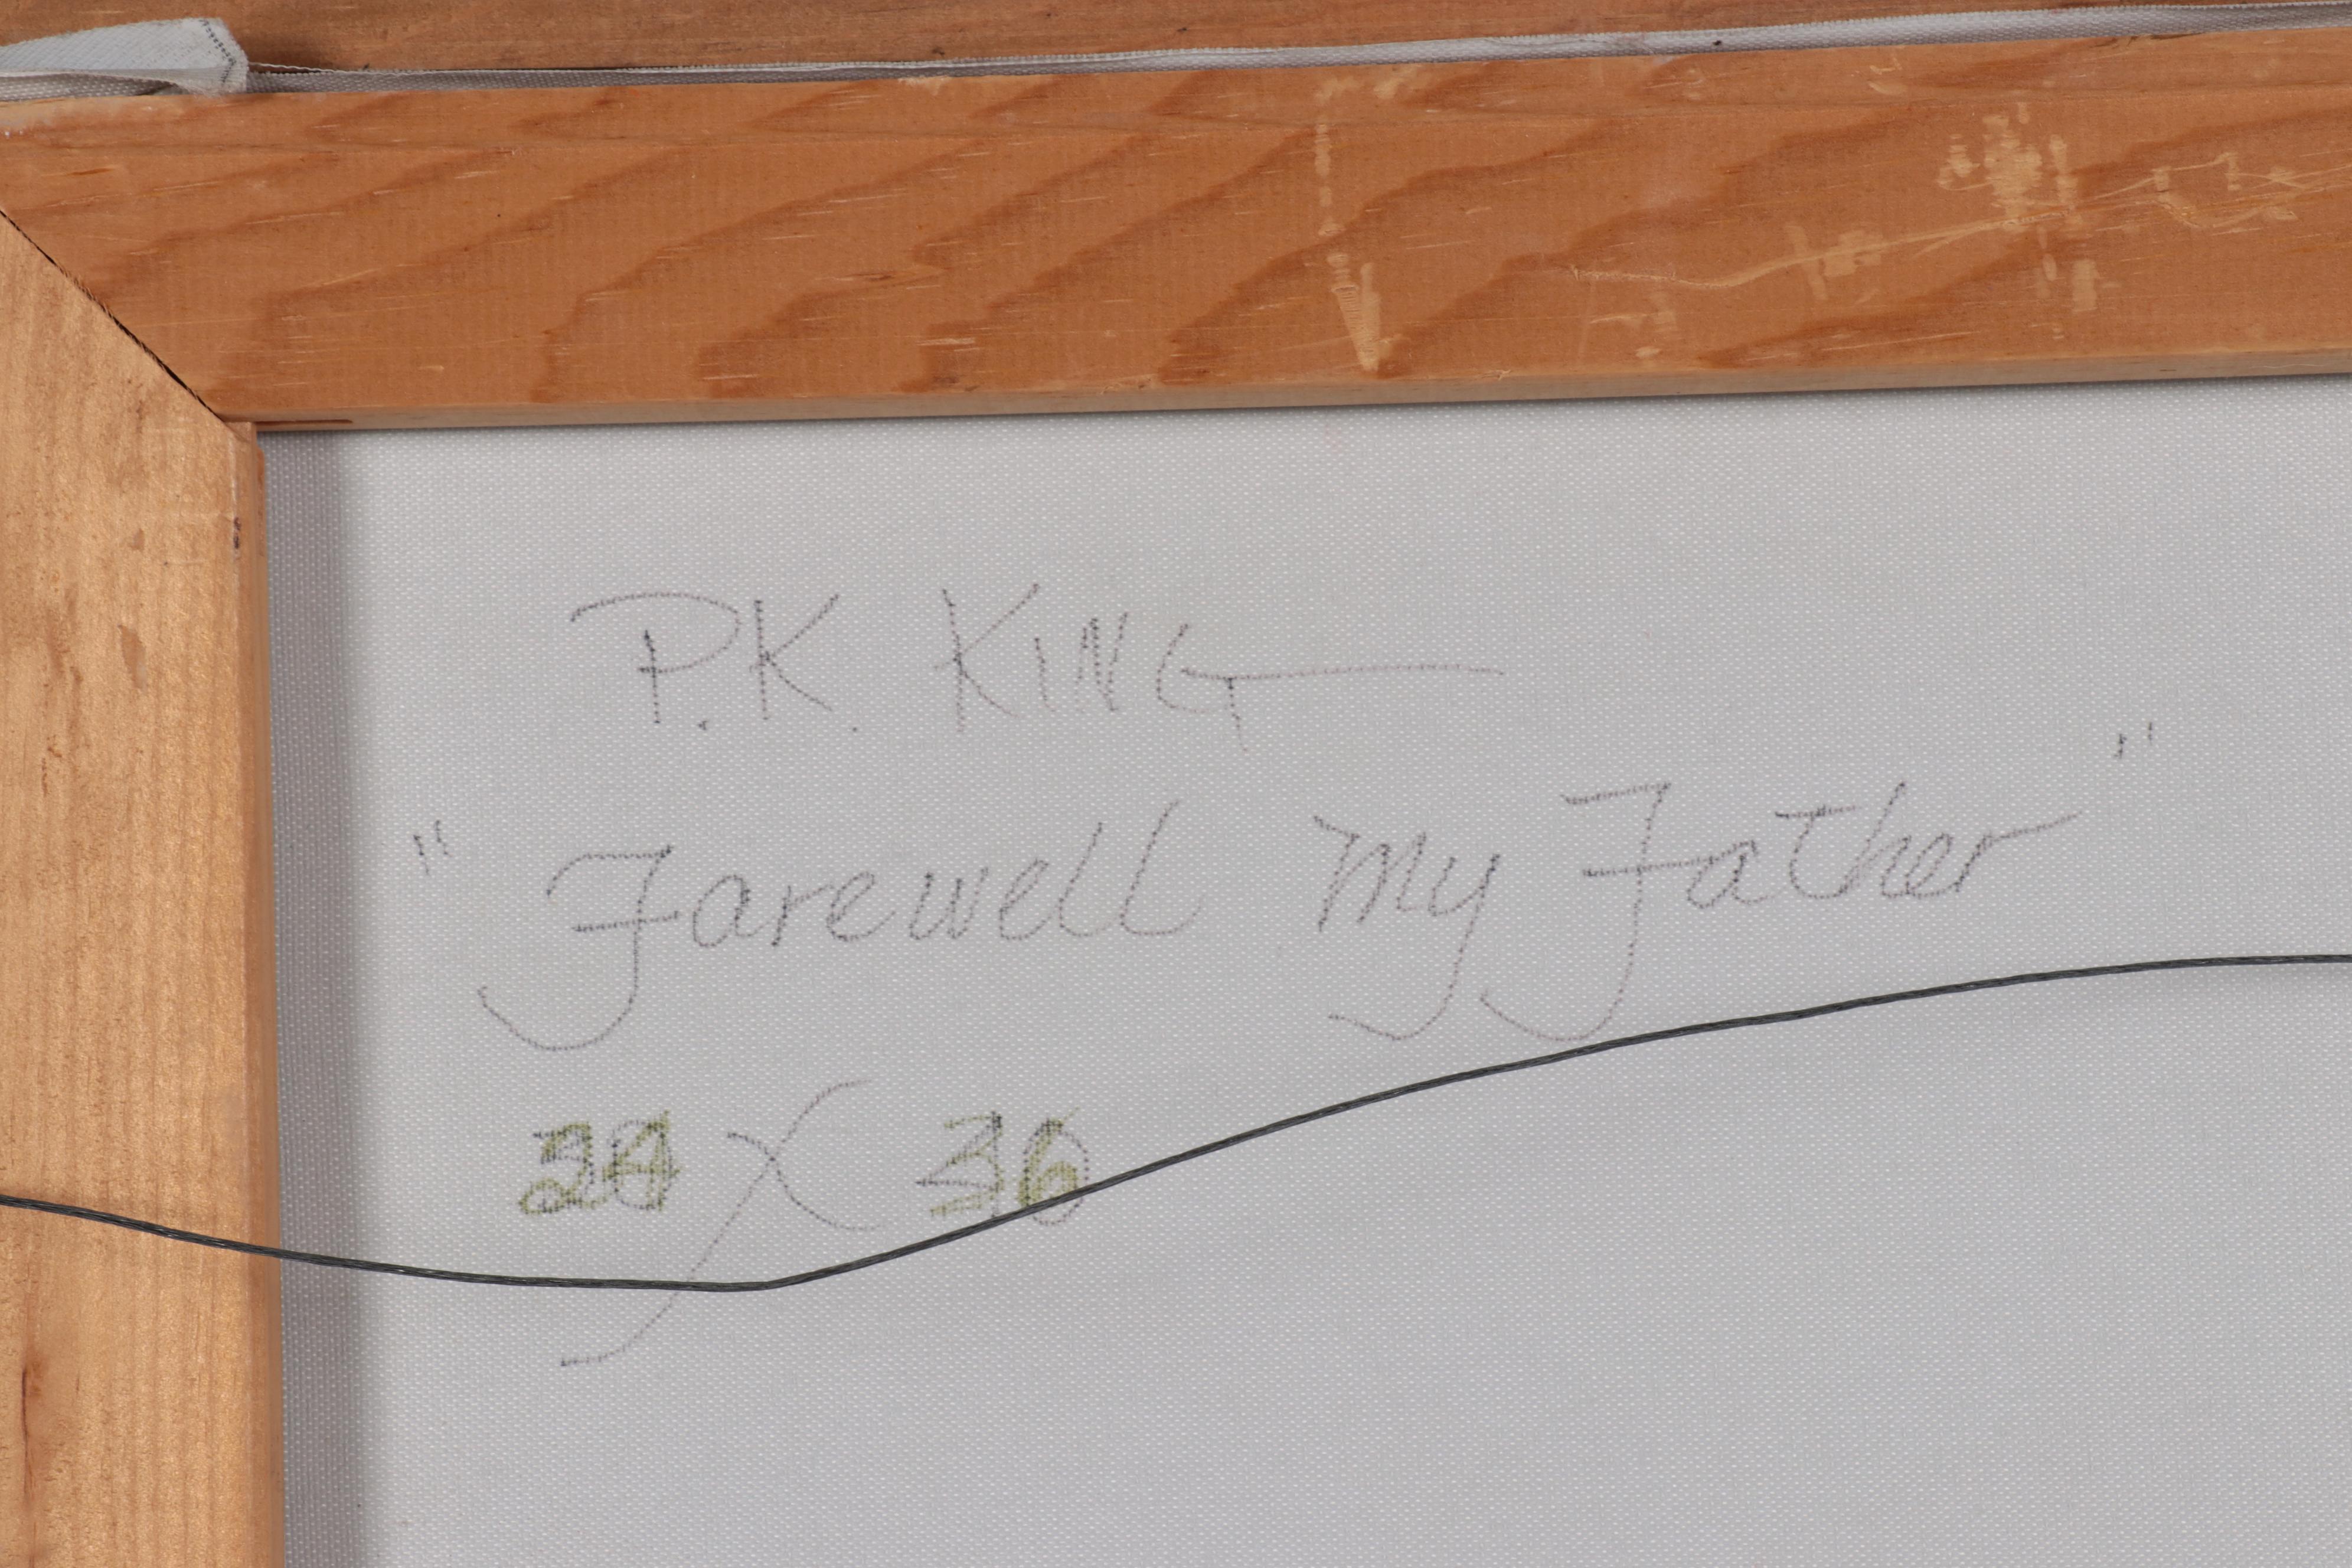 P.K. KING
"Farewell My Father"
24 X 36